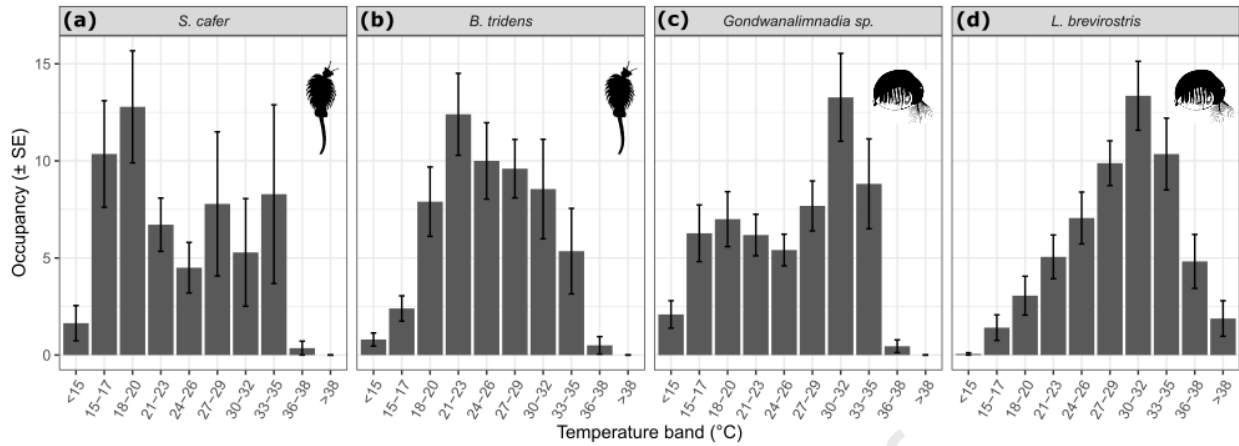 (a) S. cafer
(b) B. tridens
(c) Gondwanalimnadia sp.
(d) L. brevirostris
Occupancy (± SE)
15
10
5
0
<15 15−17 18−20 21−23 24−26 27−29 30−32 33−35 36−38 >38
<15 15−17 18−20 21−23 24−26 27−29 30−32 33−35 36−38 >38
<15 15−17 18−20 21−23 24−26 27−29 30−32 33−35 36−38 >38
<15 15−17 18−20 21−23 24−26 27−29 30−32 33−35 36−38 >38
Temperature band (°C)